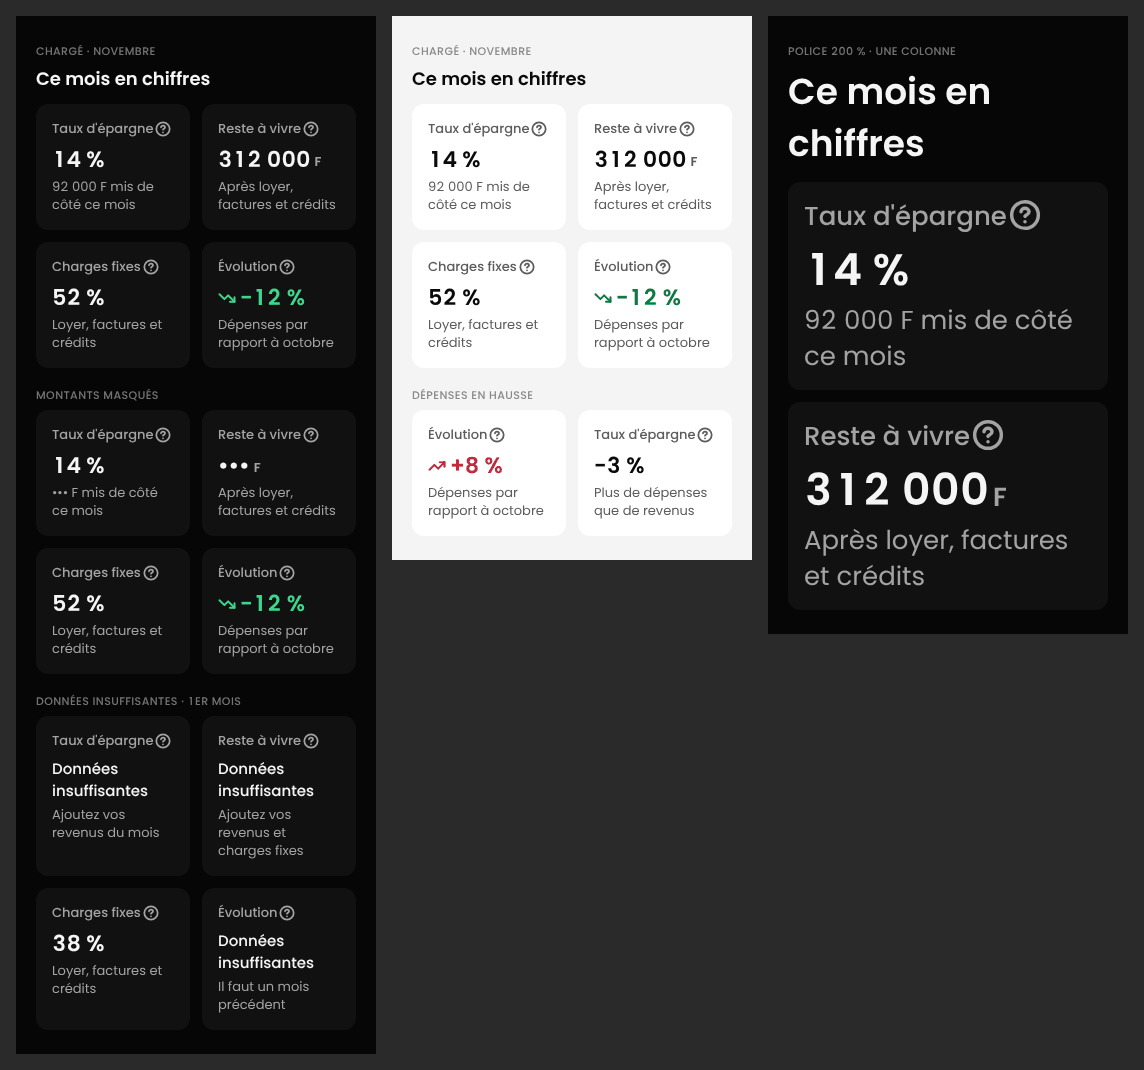 CHARGÉ · NOVEMBRE
Ce mois en chiffres
Taux d'épargne
14 %
92 000 F mis de
côté ce mois
Reste à vivre
312 000 F
Après loyer,
factures et crédits
Charges fixes
52 %
Loyer, factures et
crédits
Évolution
-12 %
Dépenses par
rapport à octobre
MONTANTS MASQUÉS
Taux d'épargne
14 %
••• F mis de côté
ce mois
Reste à vivre
••• F
Après loyer,
factures et crédits
Charges fixes
52 %
Loyer, factures et
crédits
Évolution
-12 %
Dépenses par
rapport à octobre
DONNÉES INSUFFISANTES · 1ER MOIS
Taux d'épargne
Données
insuffisantes
Ajoutez vos
revenus du mois
Reste à vivre
Données
insuffisantes
Ajoutez vos
revenus et
charges fixes
Charges fixes
38 %
Loyer, factures et
crédits
Évolution
Données
insuffisantes
Il faut un mois
précédent
CHARGÉ · NOVEMBRE
Ce mois en chiffres
Taux d'épargne
14 %
92 000 F mis de
côté ce mois
Reste à vivre
312 000 F
Après loyer,
factures et crédits
Charges fixes
52 %
Loyer, factures et
crédits
Évolution
-12 %
Dépenses par
rapport à octobre
DÉPENSES EN HAUSSE
Évolution
+8 %
Dépenses par
rapport à octobre
Taux d'épargne
-3 %
Plus de dépenses
que de revenus
POLICE 200 % · UNE COLONNE
Ce mois en
chiffres
Taux d'épargne
14 %
92 000 F mis de côté
ce mois
Reste à vivre
312 000 F
Après loyer, factures
et crédits